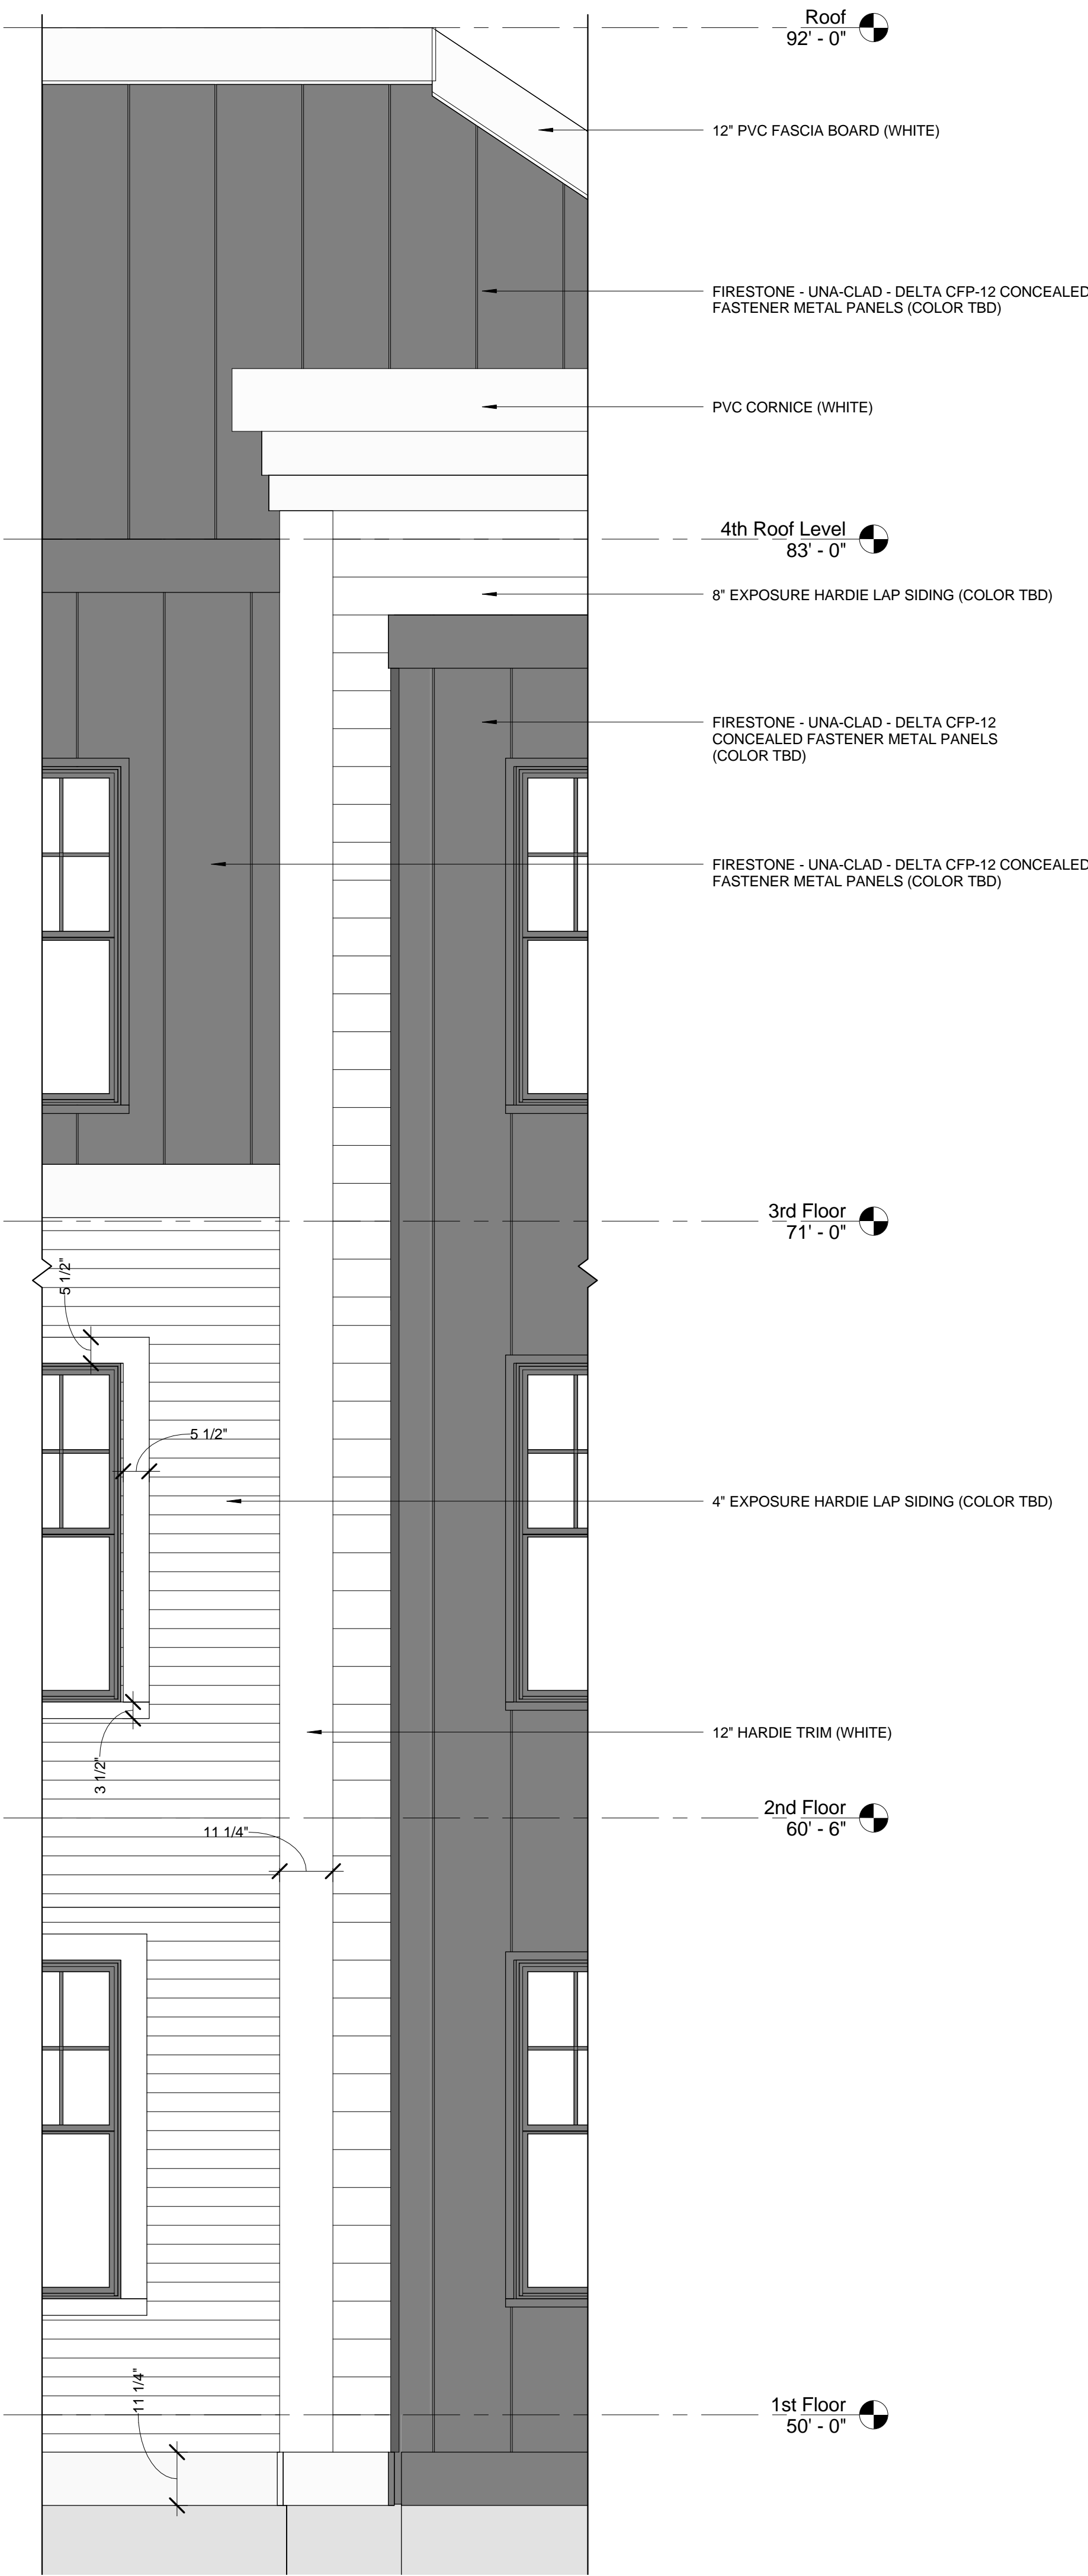 Roof
92' - 0"
12" PVC FASCIA BOARD (WHITE)
FIRESTONE - UNA-CLAD - DELTA CFP-12 CONCEALED
FASTENER METAL PANELS (COLOR TBD)
PVC CORNICE (WHITE)
4th Roof Level
83' - 0"
8" EXPOSURE HARDIE LAP SIDING (COLOR TBD)
FIRESTONE - UNA-CLAD - DELTA CFP-12
CONCEALED FASTENER METAL PANELS
(COLOR TBD)
FIRESTONE - UNA-CLAD - DELTA CFP-12 CONCEALED
FASTENER METAL PANELS (COLOR TBD)
3rd Floor
71' - 0"
5 1/2"
5 1/2"
4" EXPOSURE HARDIE LAP SIDING (COLOR TBD)
12" HARDIE TRIM (WHITE)
3 1/2"
2nd Floor
60' - 6"
11 1/4"
11 1/4"
1st Floor
50' - 0"